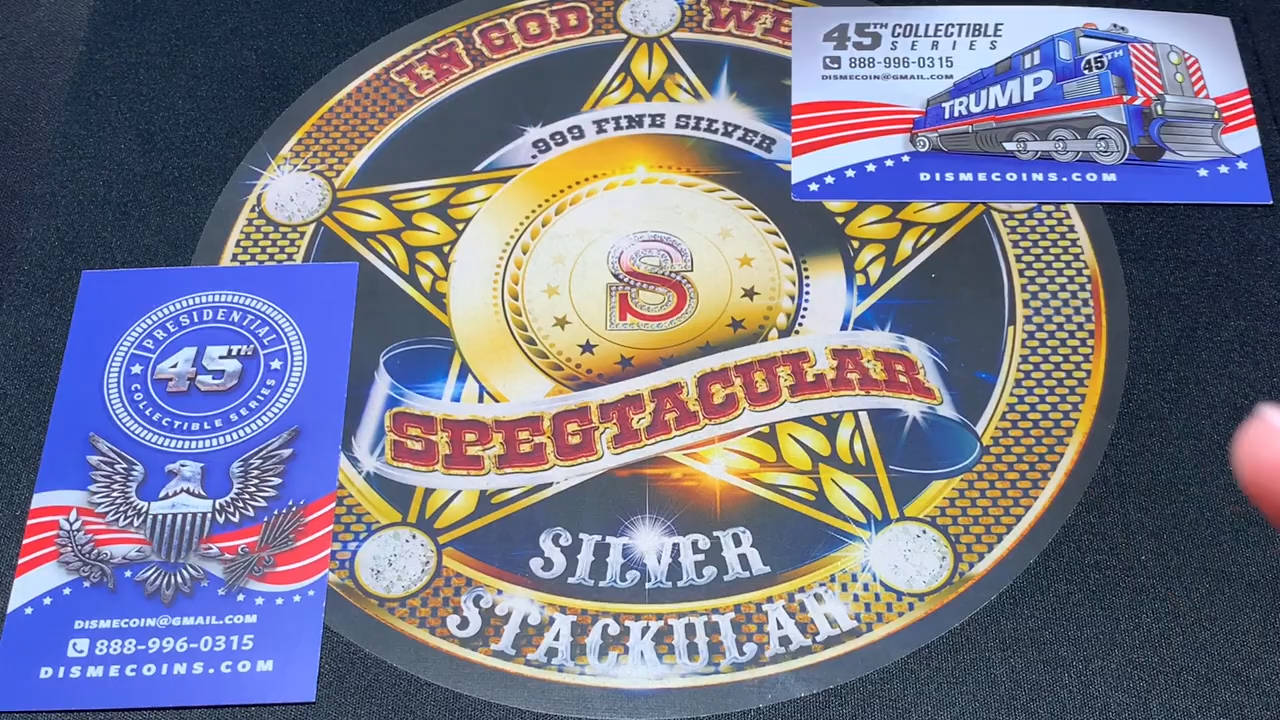 IN GOD WE
.999 FINE SILVER
S
SPEGTACULAR
SILVER
STACKULAR
45TH COLLECTIBLE
SERIES
888-996-0315
DISMECOIN@GMAIL.COM
TRUMP
45TH
DISMECOINS.COM
PRESIDENTIAL
45TH
COLLECTIBLE SERIES
DISMECOIN@GMAIL.COM
888-996-0315
DISMECOINS.COM